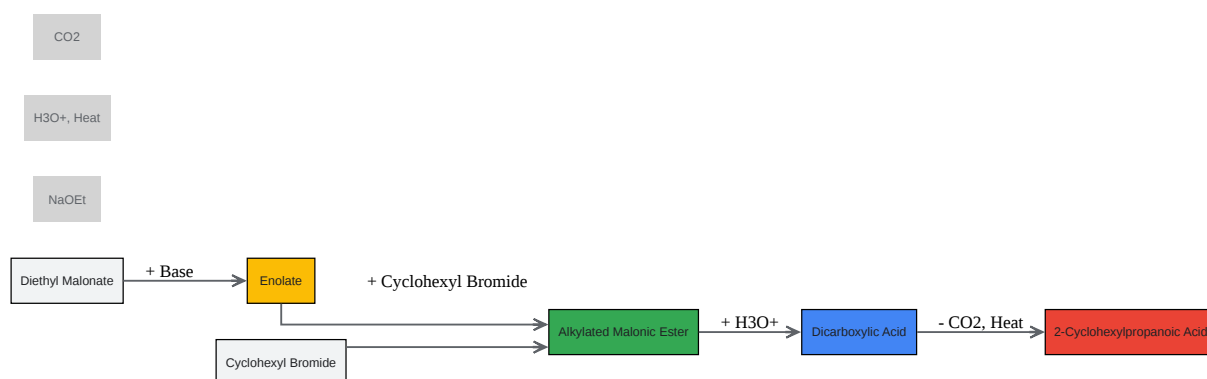 CO2
H3O+, Heat
NaOEt
Diethyl Malonate
+ Base
Enolate
+ Cyclohexyl Bromide
Cyclohexyl Bromide
Alkylated Malonic Ester
+ H3O+
Dicarboxylic Acid
- CO2, Heat
2-Cyclohexylpropanoic Acid